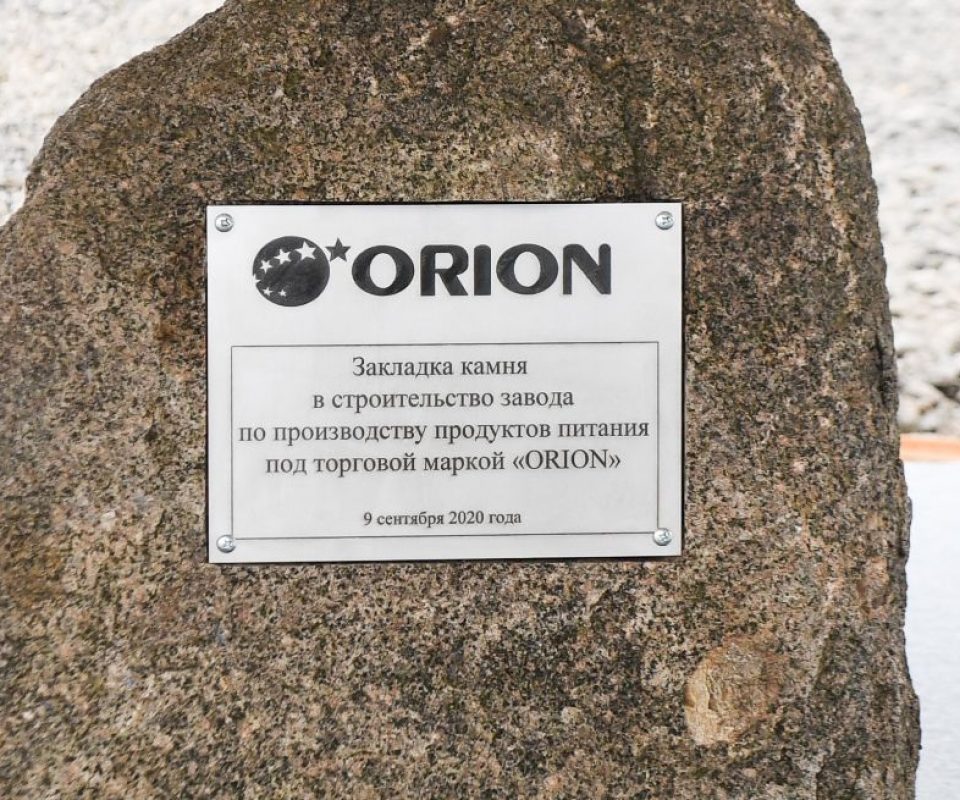 ORION
Закладка камня
в строительство завода
по производству продуктов питания
под торговой маркой «ORION»
9 сентября 2020 года